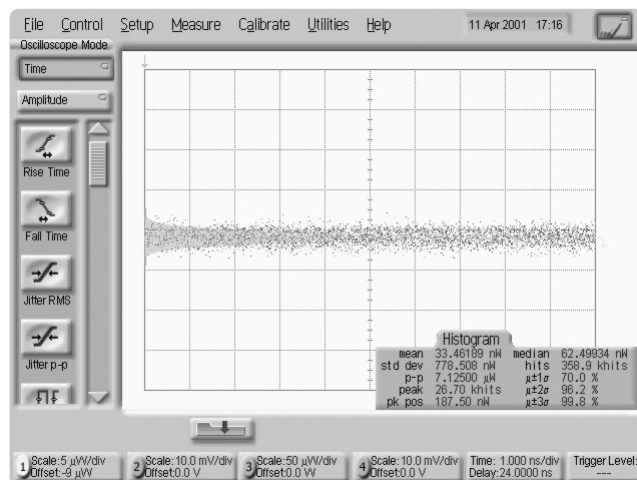 File Control Setup Measure Calibrate Utilities Help 11 Apr 2001 17:16
Oscilloscope Mode
Time
Amplitude
Rise Time
Fall Time
Jitter RMS
Jitter p-p
Histogram
mean 33.46189 nW median 62.49934 nW
std dev 778.508 nW hits 358.9 khits
p-p 7.12500 µW µ±1σ 70.0 %
peak 26.70 khits µ±2σ 96.2 %
pk pos 187.50 nW µ±3σ 99.8 %
1 Scale:5 µW/div 2 Scale:10.0 mV/div 3 Scale:50 µW/div 4 Scale:10.0 mV/div Time: 1.000 ns/div Trigger Level:
Offset:-9 µW Offset:0.0 V Offset:0.0 W Offset:0.0 V Delay:24.0000 ns ---